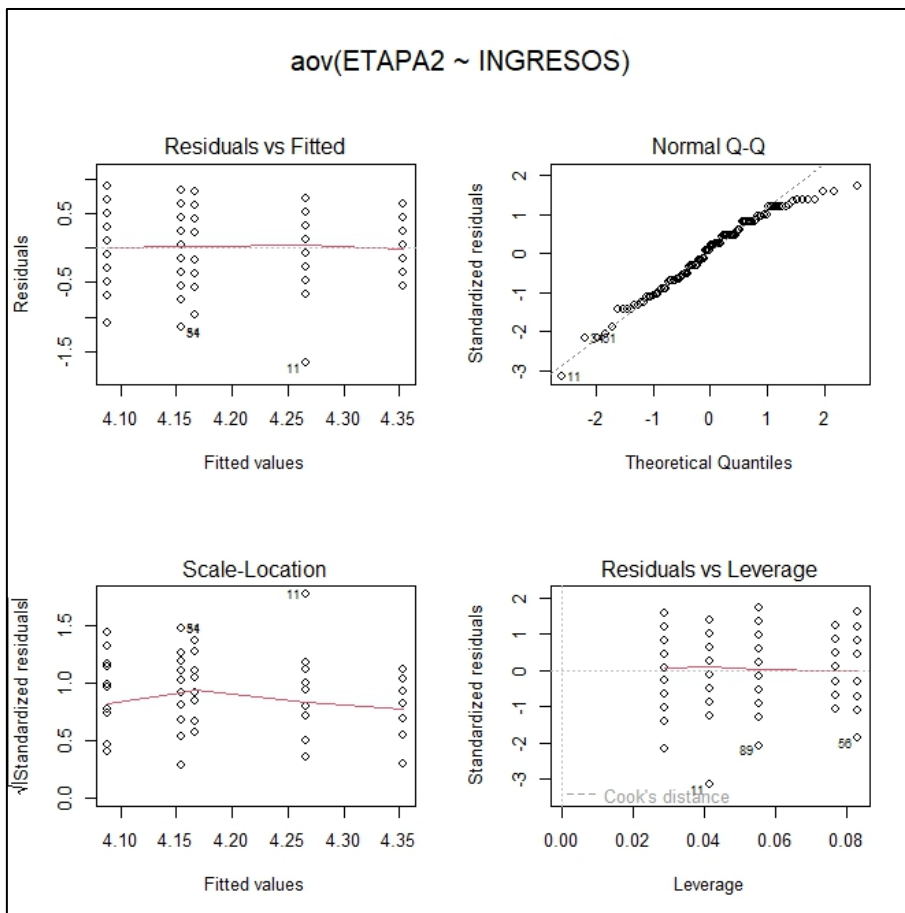 aov(ETAPA2 ~ INGRESOS)
Residuals vs Fitted
Residuals
0.5
-0.5
-1.5
11
4.10 4.15 4.20 4.25 4.30 4.35
Fitted values
Normal Q-Q
Standardized residuals
2
1
0
-1
-2
-3
11
-2 -1 0 1 2
Theoretical Quantiles
Scale-Location
√|Standardized residuals|
1.5
1.0
0.5
0.0
11
4.10 4.15 4.20 4.25 4.30 4.35
Fitted values
Residuals vs Leverage
Standardized residuals
2
1
0
-1
-2
-3
89
56
11
Cook's distance
0.00 0.02 0.04 0.06 0.08
Leverage